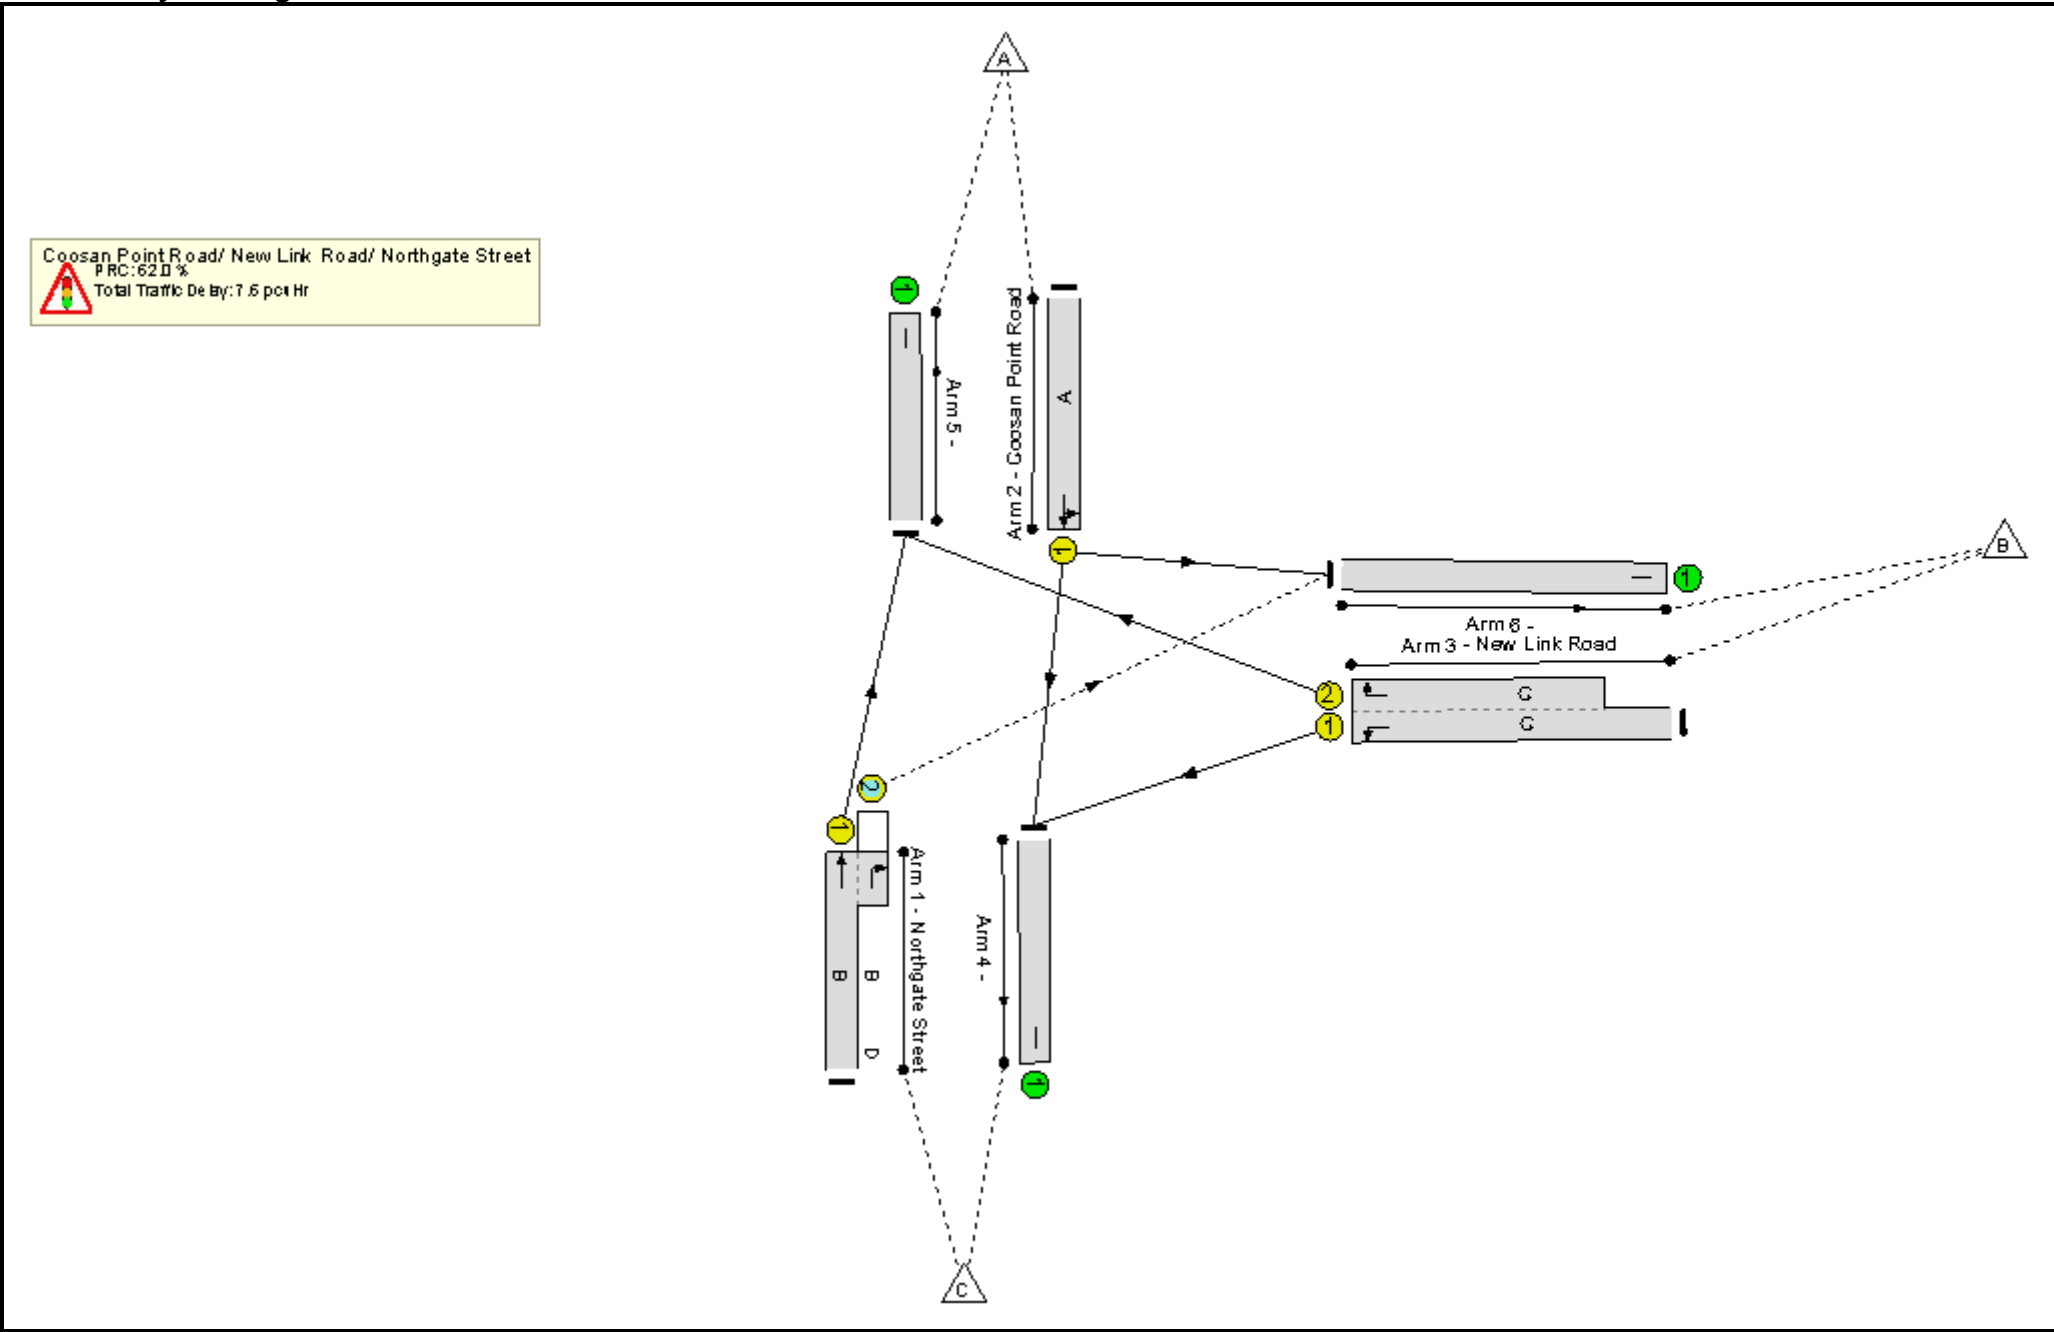 A
Coosan Point Road/ New Link Road/ Northgate Street
PRC:62.0 %
Total Traffic Delay:7.6 pcuHr
1
Arm 5 -
Arm 2 - Coosan Point Road
A
1
B
1
Arm 6 -
Arm 3 - New Link Road
2
C
1
C
2
1
Arm 1 - Northgate Street
B
B
D
Arm 4 -
1
C